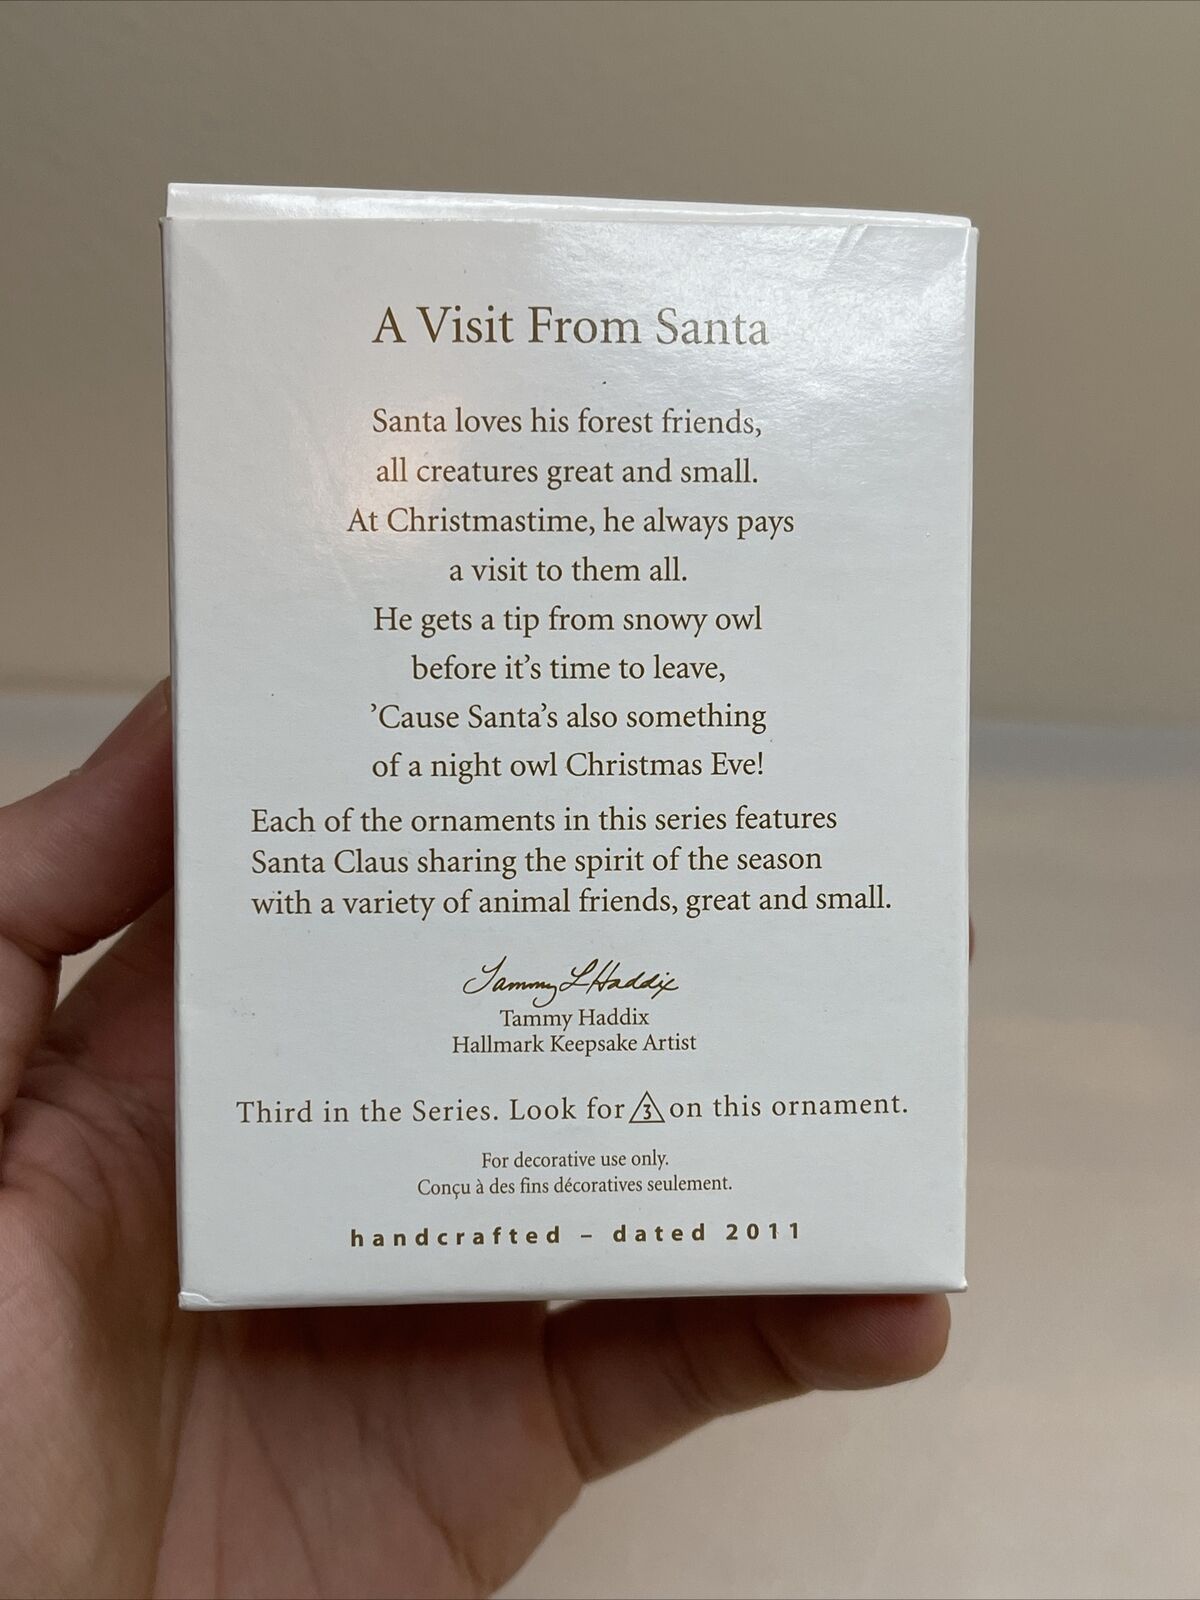 A Visit From Santa
Santa loves his forest friends,
all creatures great and small.
At Christmastime, he always pays
a visit to them all.
He gets a tip from snowy owl
before it's time to leave,
’Cause Santa’s also something
of a night owl Christmas Eve!
Each of the ornaments in this series features
Santa Claus sharing the spirit of the season
with a variety of animal friends, great and small.
Tammy L Haddix
Tammy Haddix
Hallmark Keepsake Artist
Third in the Series. Look for 3 on this ornament.
For decorative use only.
Conçu à des fins décoratives seulement.
handcrafted – dated 2011